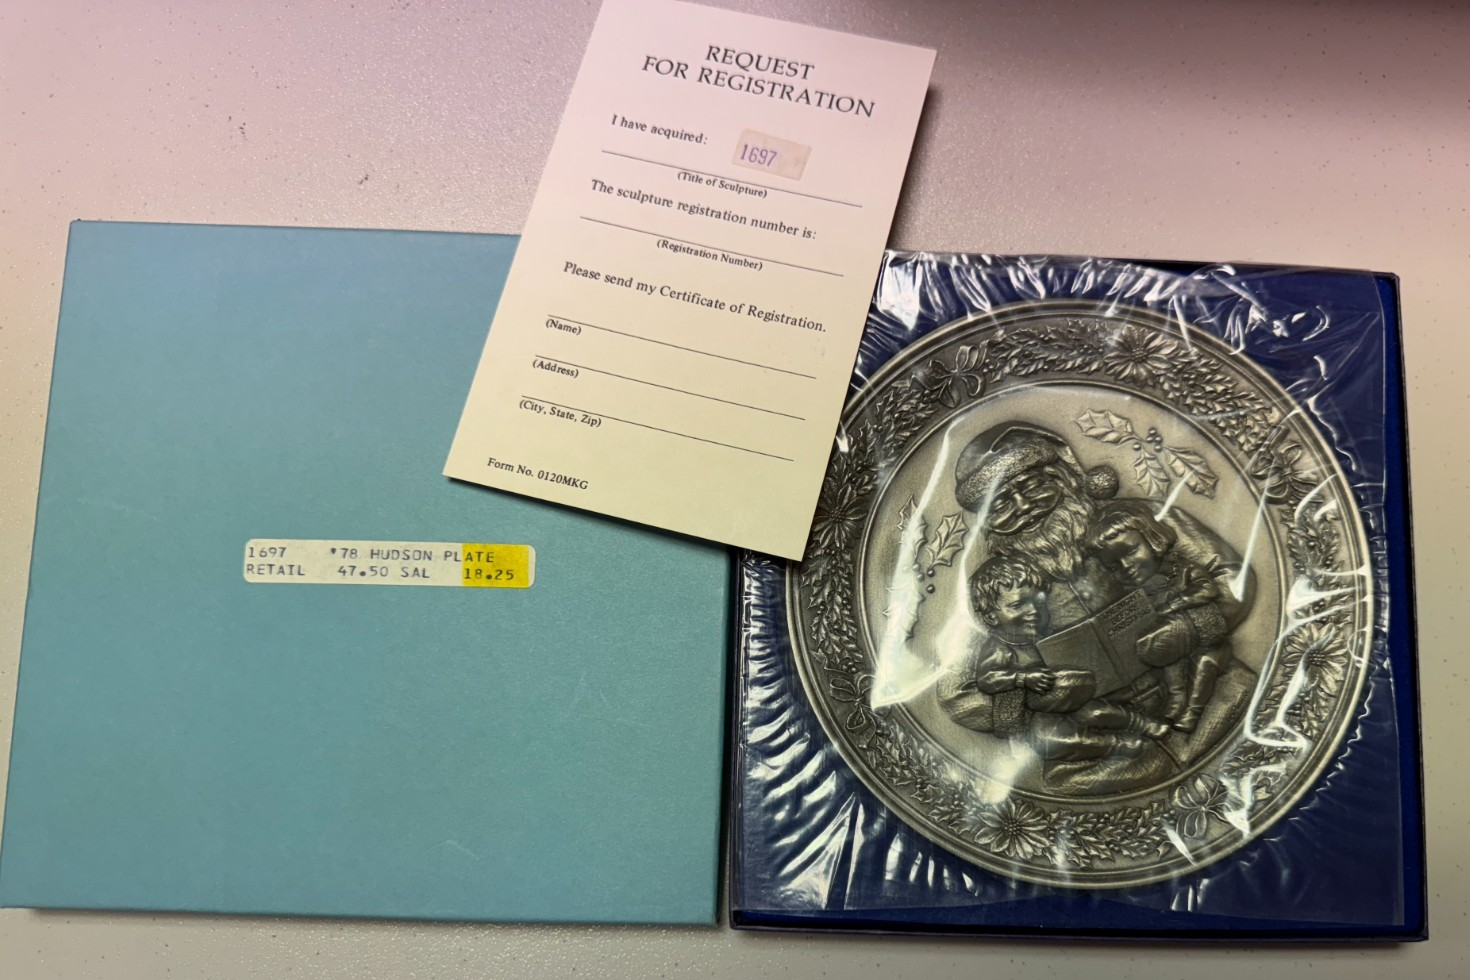 REQUEST
FOR REGISTRATION
I have acquired:
1697
(Title of Sculpture)
The sculpture registration number is:
(Registration Number)
Please send my Certificate of Registration.
(Name)
(Address)
(City, State, Zip)
Form No. 0120MKG
1697 '78 HUDSON PLATE
RETAIL 47.50 SAL 18.25